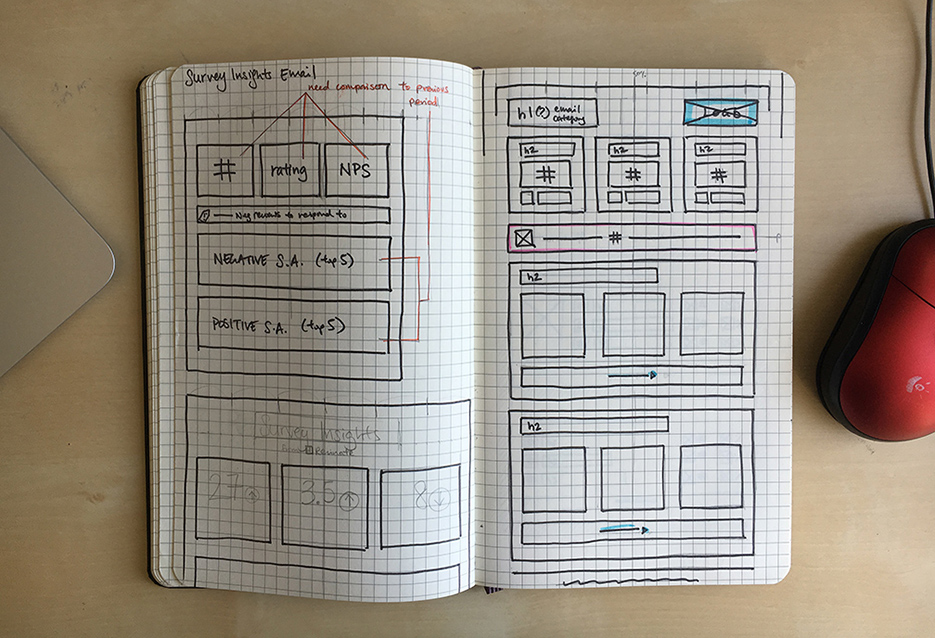 Survey Insights Email
need comparison to previous
period
#
rating
NPS
Neg reviews to respond to
NEGATIVE S.A. (top 5)
POSITIVE S.A. (top 5)
Survey Insights
27
3.5
8
h1(?) email
category
h2
#
h2
#
h2
#
#
h2
h2